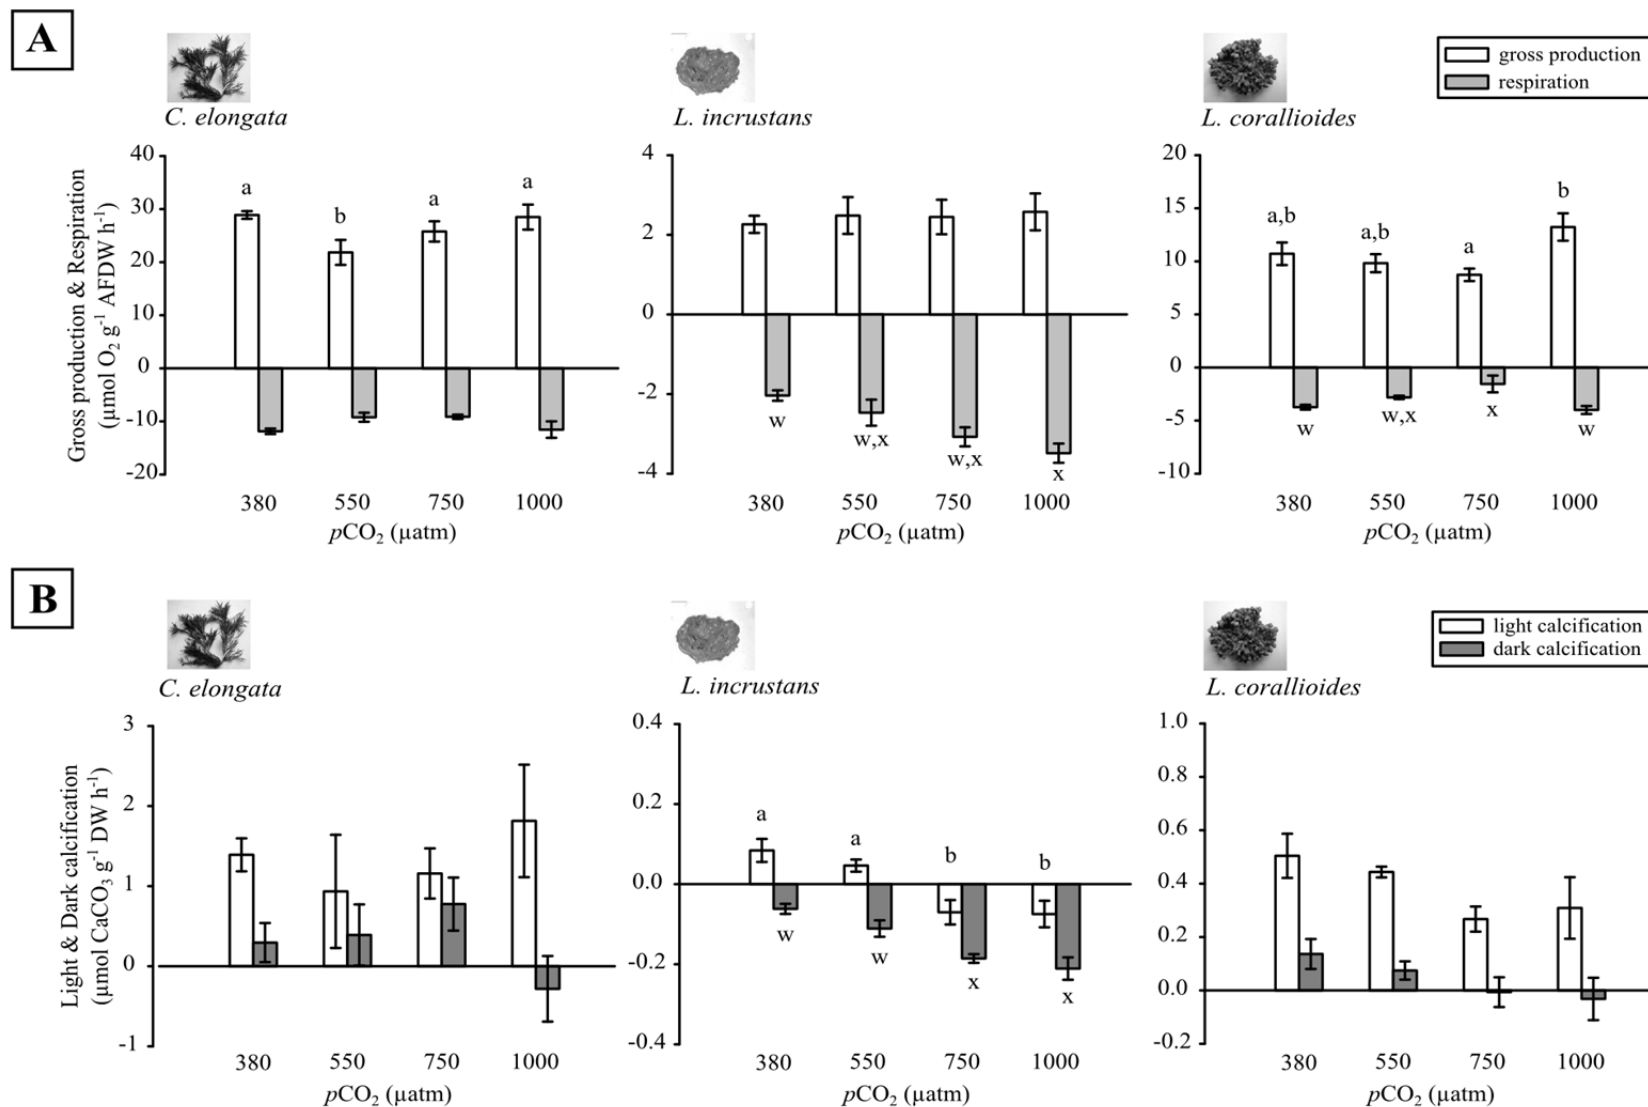 A
C. elongata
L. incrustans
L. corallioides
gross production
respiration
Gross production & Respiration
(µmol O2 g-1 AFDW h-1)
40
30
20
10
0
-10
-20
a
b
a
a
380
550
750
1000
pCO2 (µatm)
4
2
0
-2
-4
w
w,x
w,x
x
380
550
750
1000
pCO2 (µatm)
20
15
10
5
0
-5
-10
a,b
a,b
a
b
w
w,x
x
w
380
550
750
1000
pCO2 (µatm)
B
C. elongata
L. incrustans
L. corallioides
light calcification
dark calcification
Light & Dark calcification
(µmol CaCO3 g-1 DW h-1)
3
2
1
0
-1
380
550
750
1000
pCO2 (µatm)
0.4
0.2
0.0
-0.2
-0.4
a
a
b
b
w
w
x
x
380
550
750
1000
pCO2 (µatm)
1.0
0.8
0.6
0.4
0.2
0.0
-0.2
380
550
750
1000
pCO2 (µatm)